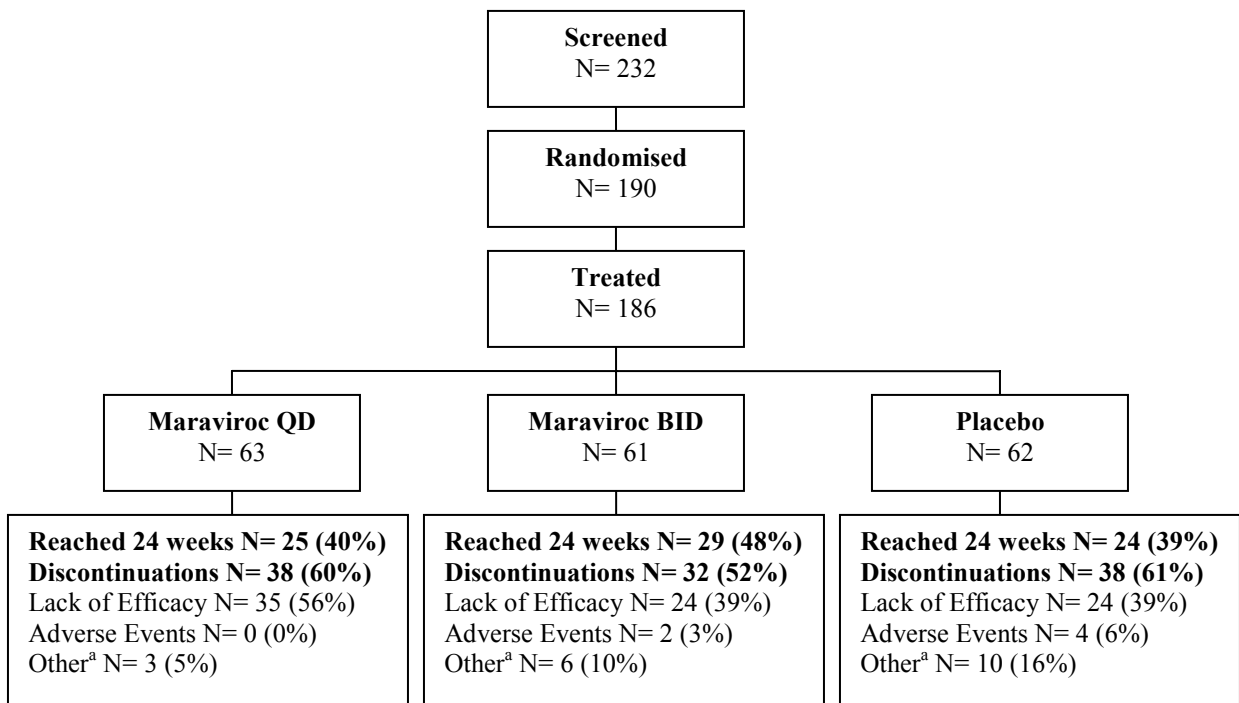 Screened
N= 232
Randomised
N= 190
Treated
N= 186
Maraviroc QD
N= 63
Maraviroc BID
N= 61
Placebo
N= 62
Reached 24 weeks N= 25 (40%)
Discontinuations N= 38 (60%)
Lack of Efficacy N= 35 (56%)
Adverse Events N= 0 (0%)
Otherᵃ N= 3 (5%)
Reached 24 weeks N= 29 (48%)
Discontinuations N= 32 (52%)
Lack of Efficacy N= 24 (39%)
Adverse Events N= 2 (3%)
Otherᵃ N= 6 (10%)
Reached 24 weeks N= 24 (39%)
Discontinuations N= 38 (61%)
Lack of Efficacy N= 24 (39%)
Adverse Events N= 4 (6%)
Otherᵃ N= 10 (16%)